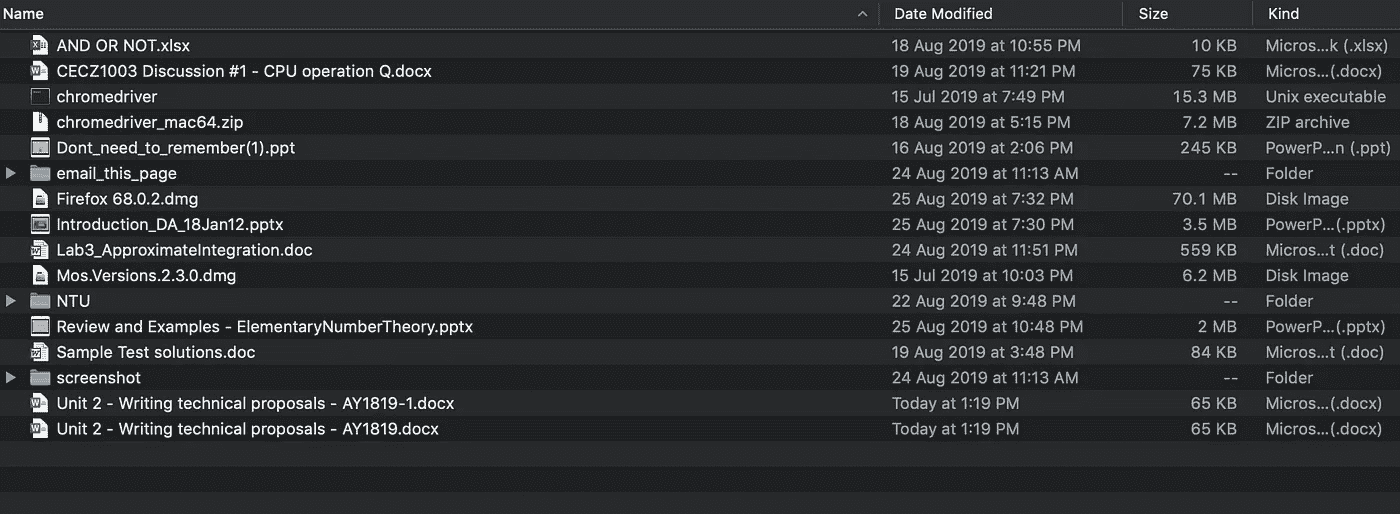 Name Date Modified Size Kind
AND OR NOT.xlsx 18 Aug 2019 at 10:55 PM 10 KB Micros...k (.xlsx)
CECZ1003 Discussion #1 - CPU operation Q.docx 19 Aug 2019 at 11:21 PM 75 KB Micros...(.docx)
chromedriver 15 Jul 2019 at 7:49 PM 15.3 MB Unix executable
chromedriver_mac64.zip 18 Aug 2019 at 5:15 PM 7.2 MB ZIP archive
Dont_need_to_remember(1).ppt 16 Aug 2019 at 2:06 PM 245 KB PowerP...n (.ppt)
email_this_page 24 Aug 2019 at 11:13 AM -- Folder
Firefox 68.0.2.dmg 25 Aug 2019 at 7:32 PM 70.1 MB Disk Image
Introduction_DA_18Jan12.pptx 25 Aug 2019 at 7:30 PM 3.5 MB PowerP...(.pptx)
Lab3_ApproximateIntegration.doc 24 Aug 2019 at 11:51 PM 559 KB Micros...t (.doc)
Mos.Versions.2.3.0.dmg 15 Jul 2019 at 10:03 PM 6.2 MB Disk Image
NTU 22 Aug 2019 at 9:48 PM -- Folder
Review and Examples - ElementaryNumberTheory.pptx 25 Aug 2019 at 10:48 PM 2 MB PowerP...(.pptx)
Sample Test solutions.doc 19 Aug 2019 at 3:48 PM 84 KB Micros...t (.doc)
screenshot 24 Aug 2019 at 11:13 AM -- Folder
Unit 2 - Writing technical proposals - AY1819-1.docx Today at 1:19 PM 65 KB Micros...(.docx)
Unit 2 - Writing technical proposals - AY1819.docx Today at 1:19 PM 65 KB Micros...(.docx)